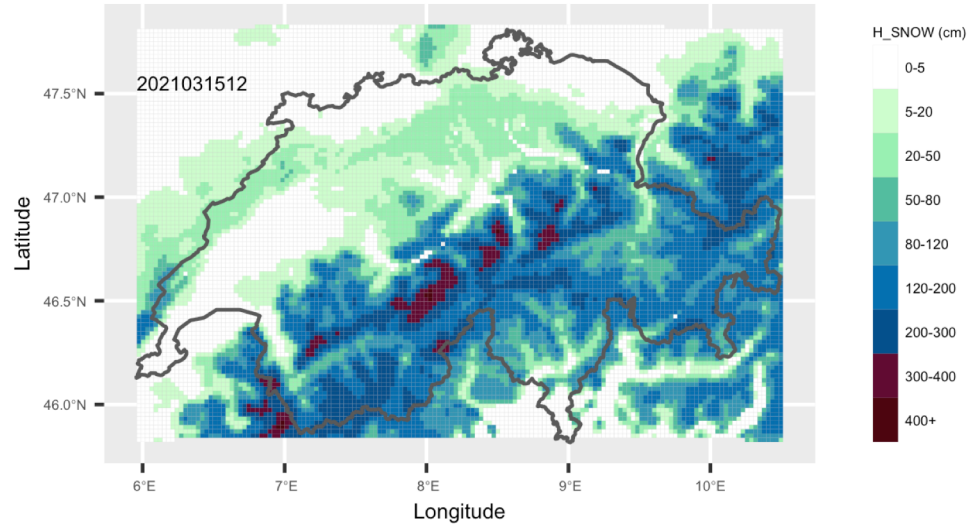 H_SNOW (cm)
0-5
5-20
20-50
50-80
80-120
120-200
200-300
300-400
400+
2021031512
47.5°N
47.0°N
46.5°N
46.0°N
Latitude
6°E
7°E
8°E
9°E
10°E
Longitude